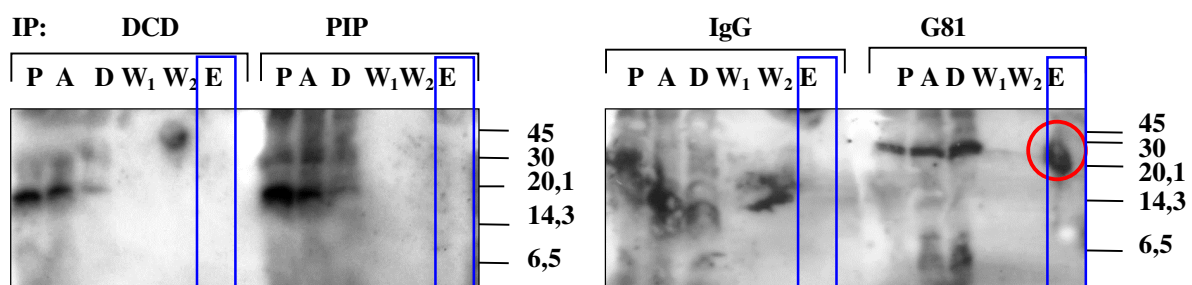 IP: DCD PIP IgG G81
P A D W1 W2 E P A D W1 W2 E P A D W1 W2 E P A D W1 W2 E
45 45
30 30
20,1 20,1
14,3 14,3
6,5 6,5